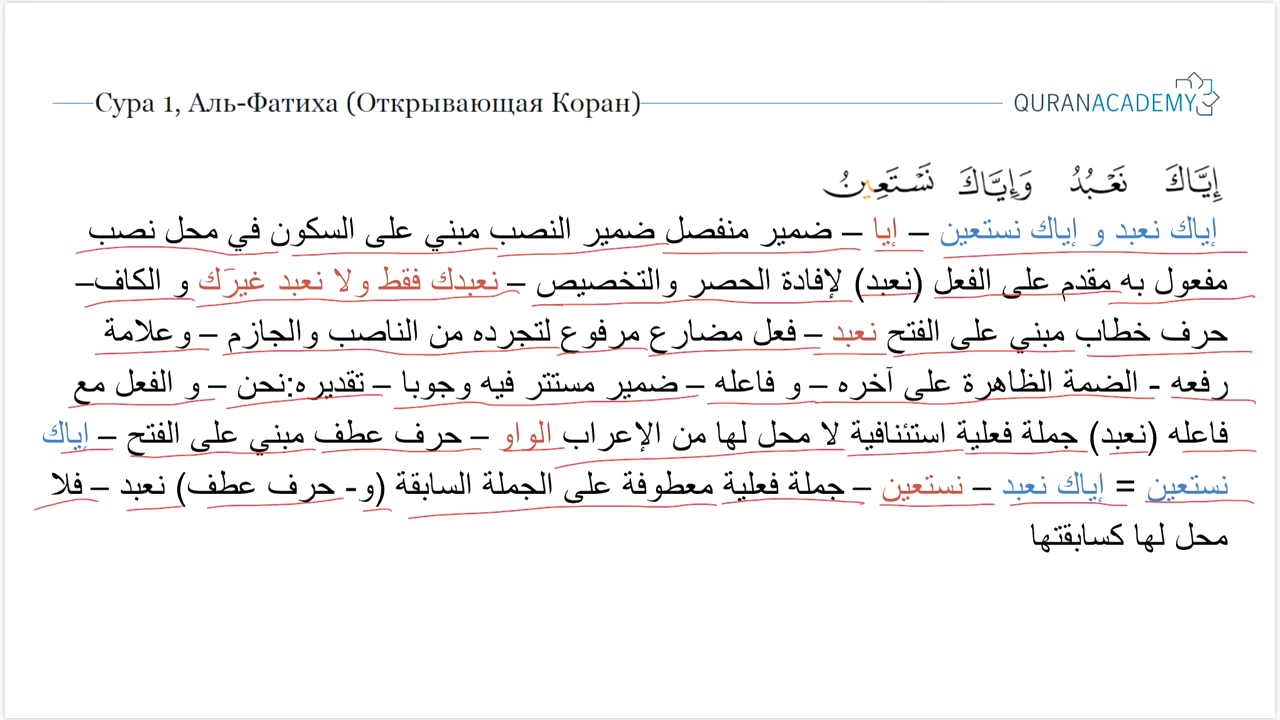 Сура 1, Аль-Фатиха (Открывающая Коран)
QURANACADEMY
إِيَّاكَ نَعْبُدُ وَإِيَّاكَ نَسْتَعِينُ
إياك نعبد و إياك نستعين – إيا – ضمير منفصل ضمير النصب مبني على السكون في محل نصب
مفعول به مقدم على الفعل (نعبد) لإفادة الحصر والتخصيص – نعبدك فقط ولا نعبد غيرَك و الكاف–
حرف خطاب مبني على الفتح نعبد – فعل مضارع مرفوع لتجرده من الناصب والجازم – وعلامة
رفعه - الضمة الظاهرة على آخره – و فاعله – ضمير مستتر فيه وجوبا – تقديره:نحن – و الفعل مع
فاعله (نعبد) جملة فعلية استئنافية لا محل لها من الإعراب الواو – حرف عطف مبني على الفتح – إياك
نستعين = إياك نعبد – نستعين – جملة فعلية معطوفة على الجملة السابقة (و- حرف عطف) نعبد – فلا
محل لها كسابقتها